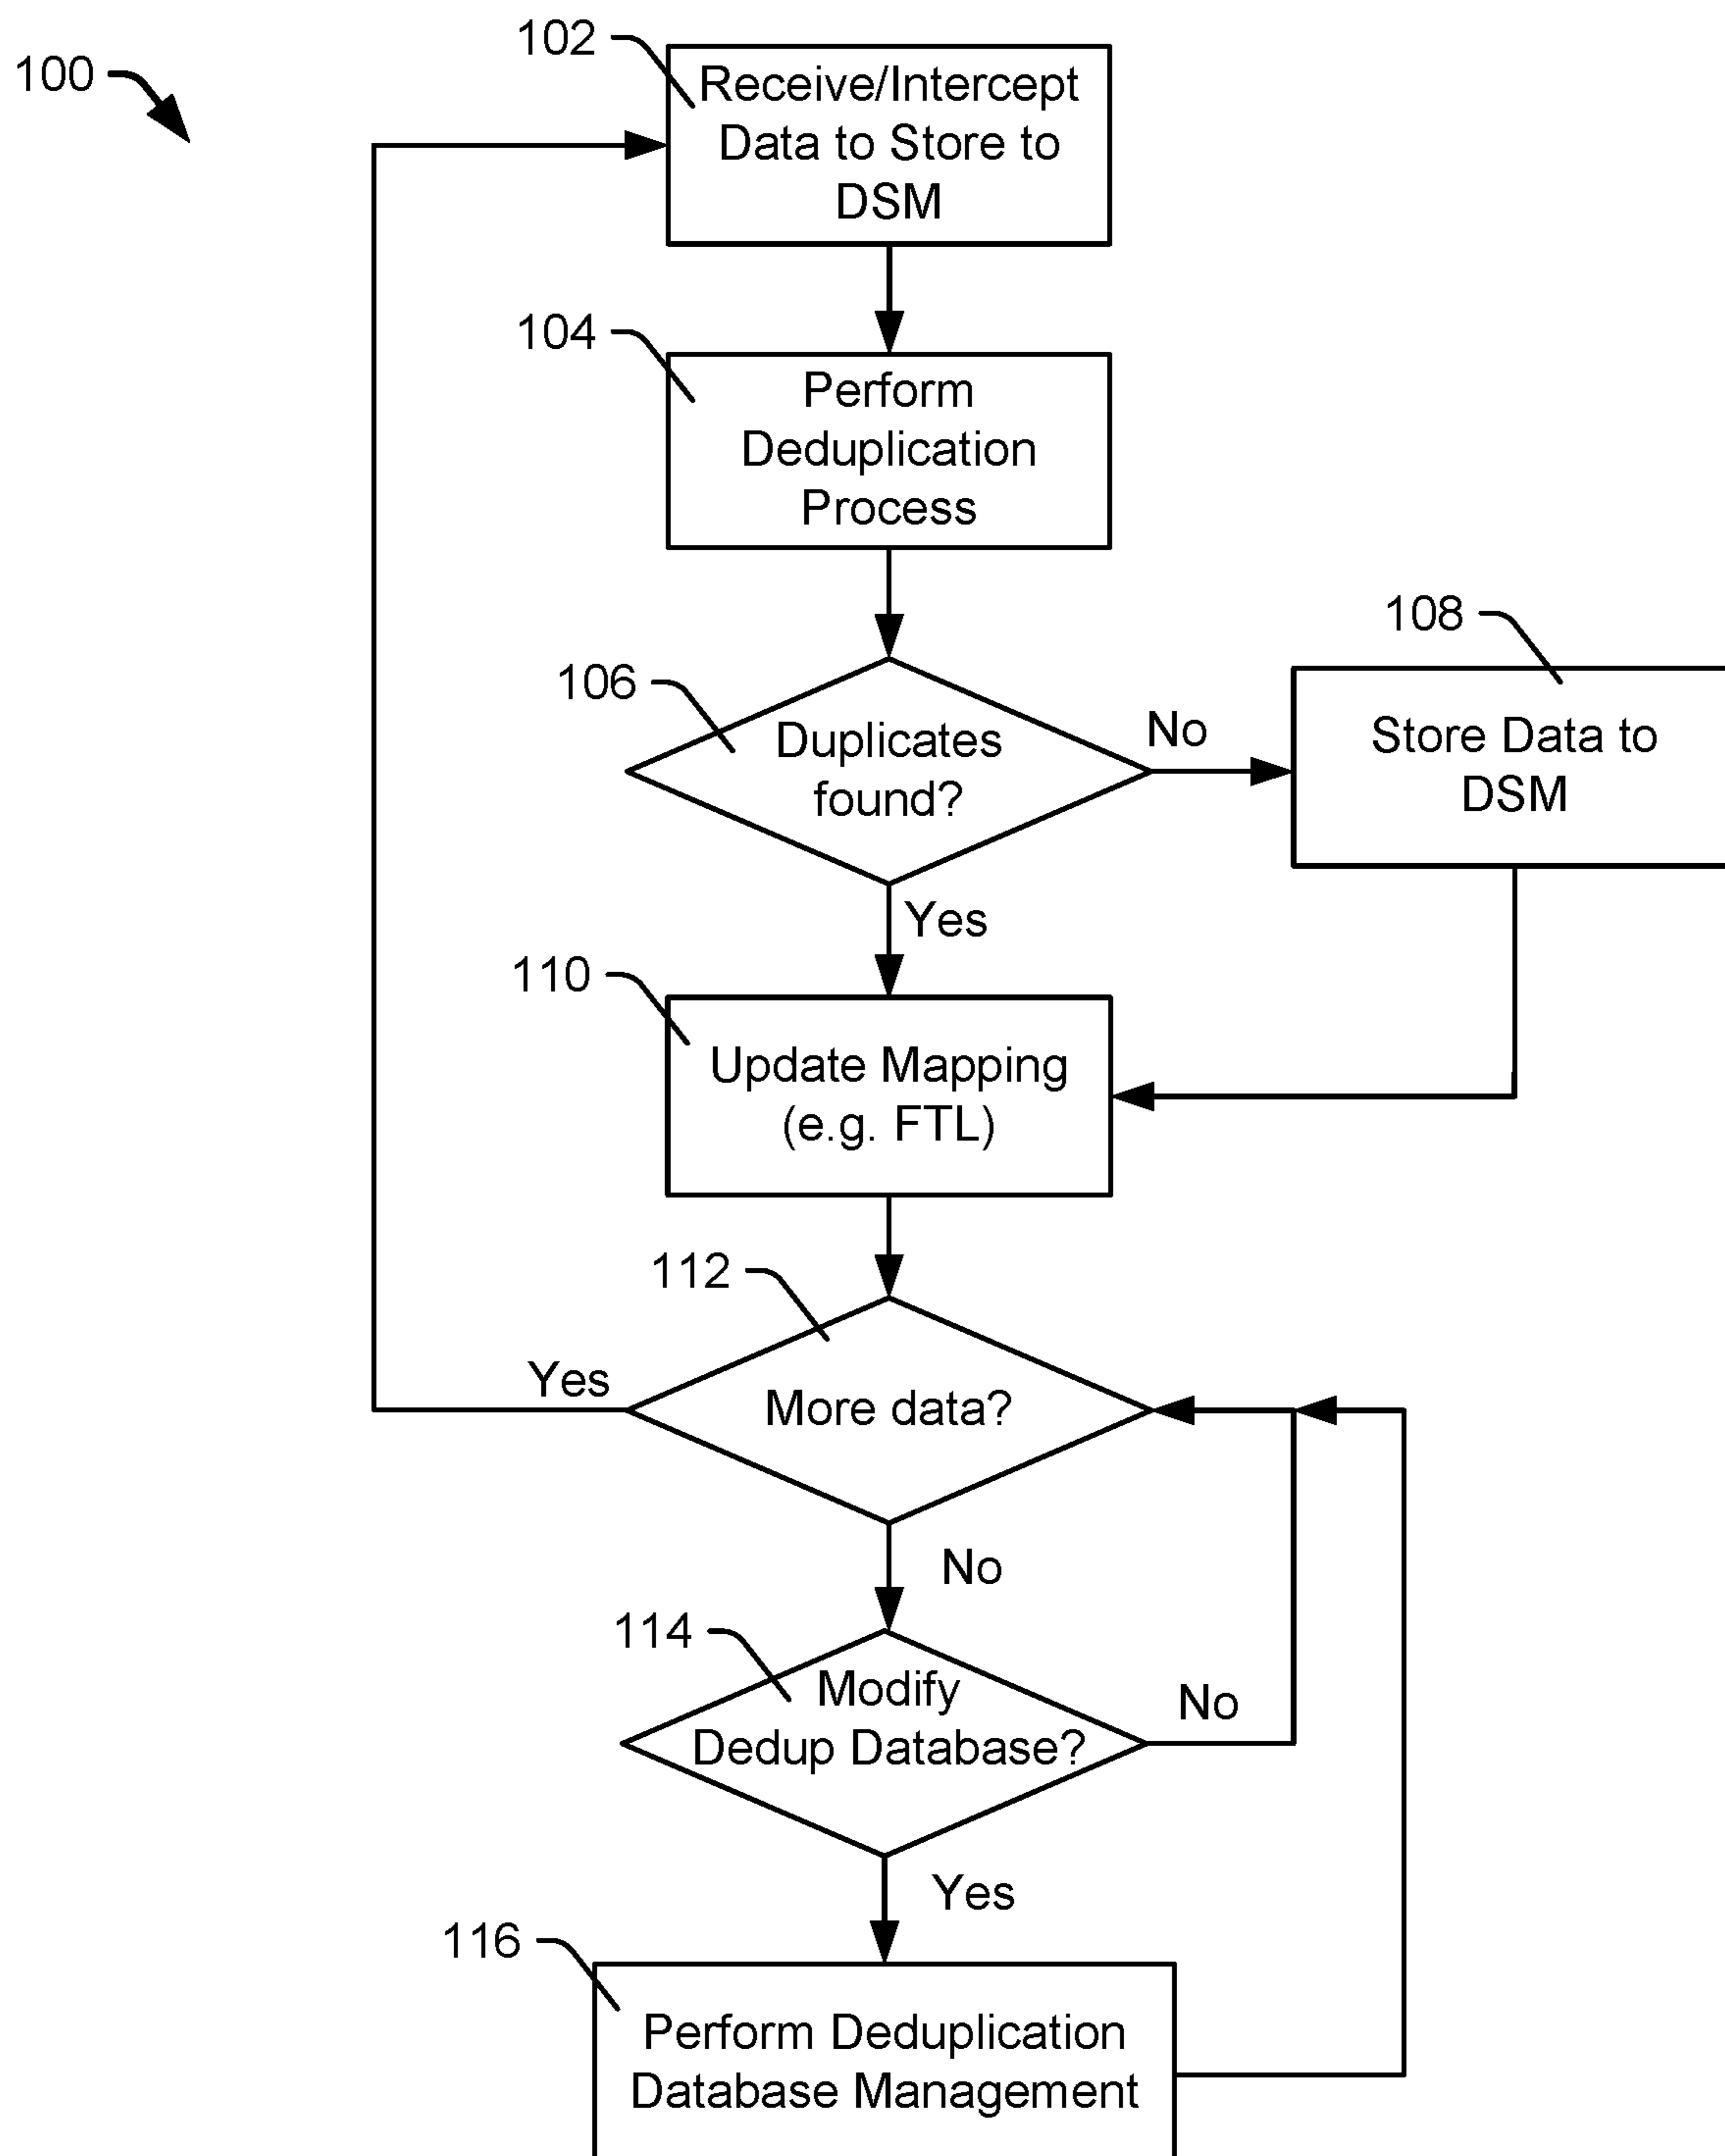 100
102
Receive/Intercept
Data to Store to
DSM
104
Perform
Deduplication
Process
106
Duplicates
found?
No
108
Store Data to
DSM
Yes
110
Update Mapping
(e.g. FTL)
112
Yes
More data?
No
114
Modify
Dedup Database?
No
Yes
116
Perform Deduplication
Database Management